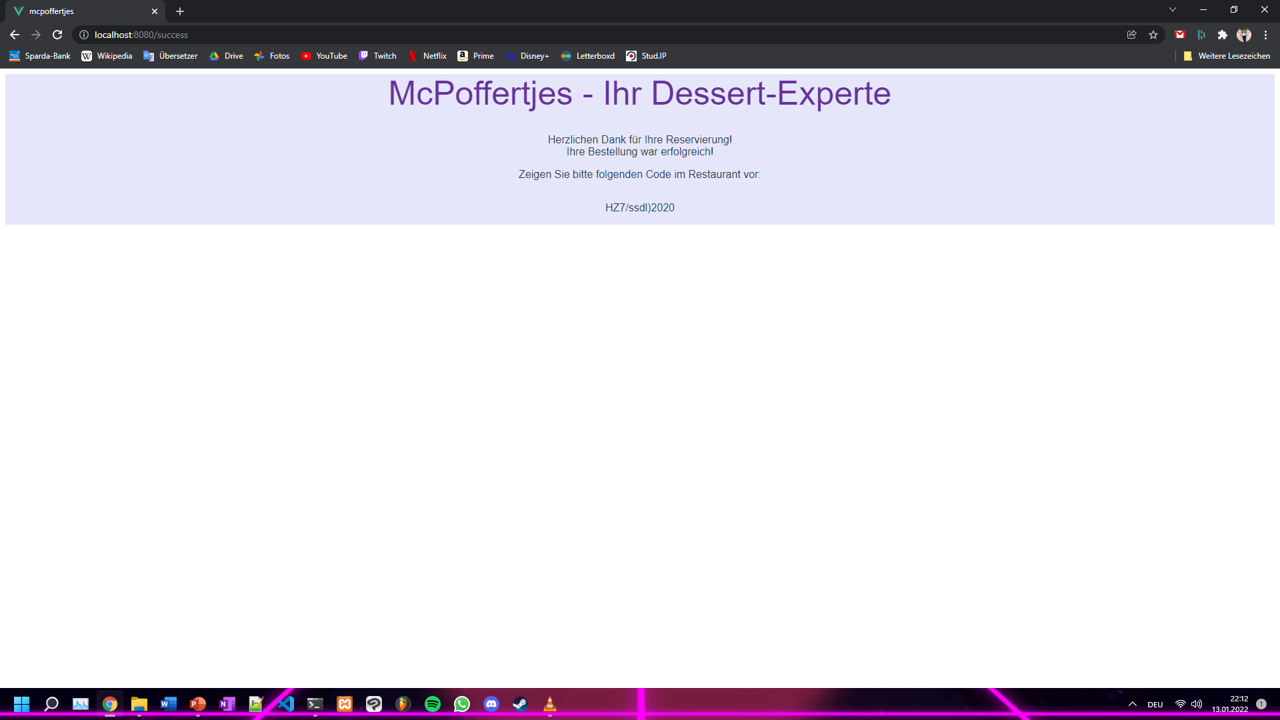 mcpoffertjes
localhost:8080/success
Sparda-Bank Wikipedia Übersetzer Drive Fotos YouTube Twitch Netflix Prime Disney+ Letterboxd Stud.IP Weitere Lesezeichen
McPoffertjes - Ihr Dessert-Experte
Herzlichen Dank für Ihre Reservierung!
Ihre Bestellung war erfolgreich!
Zeigen Sie bitte folgenden Code im Restaurant vor:
HZ7/ssdl)2020
DEU
22:12
13.01.2022
1